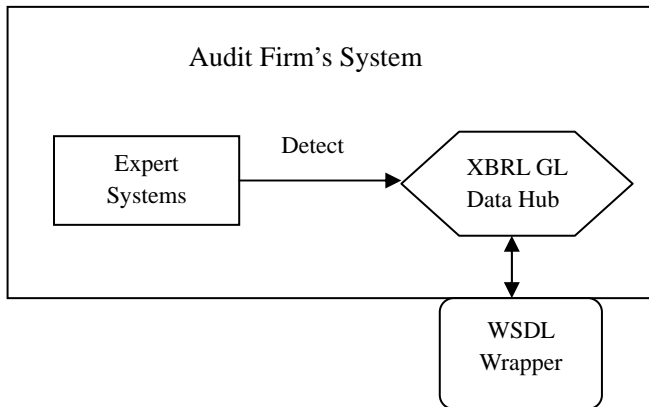 Audit Firm's System
Detect
Expert
Systems
XBRL GL
Data Hub
WSDL
Wrapper